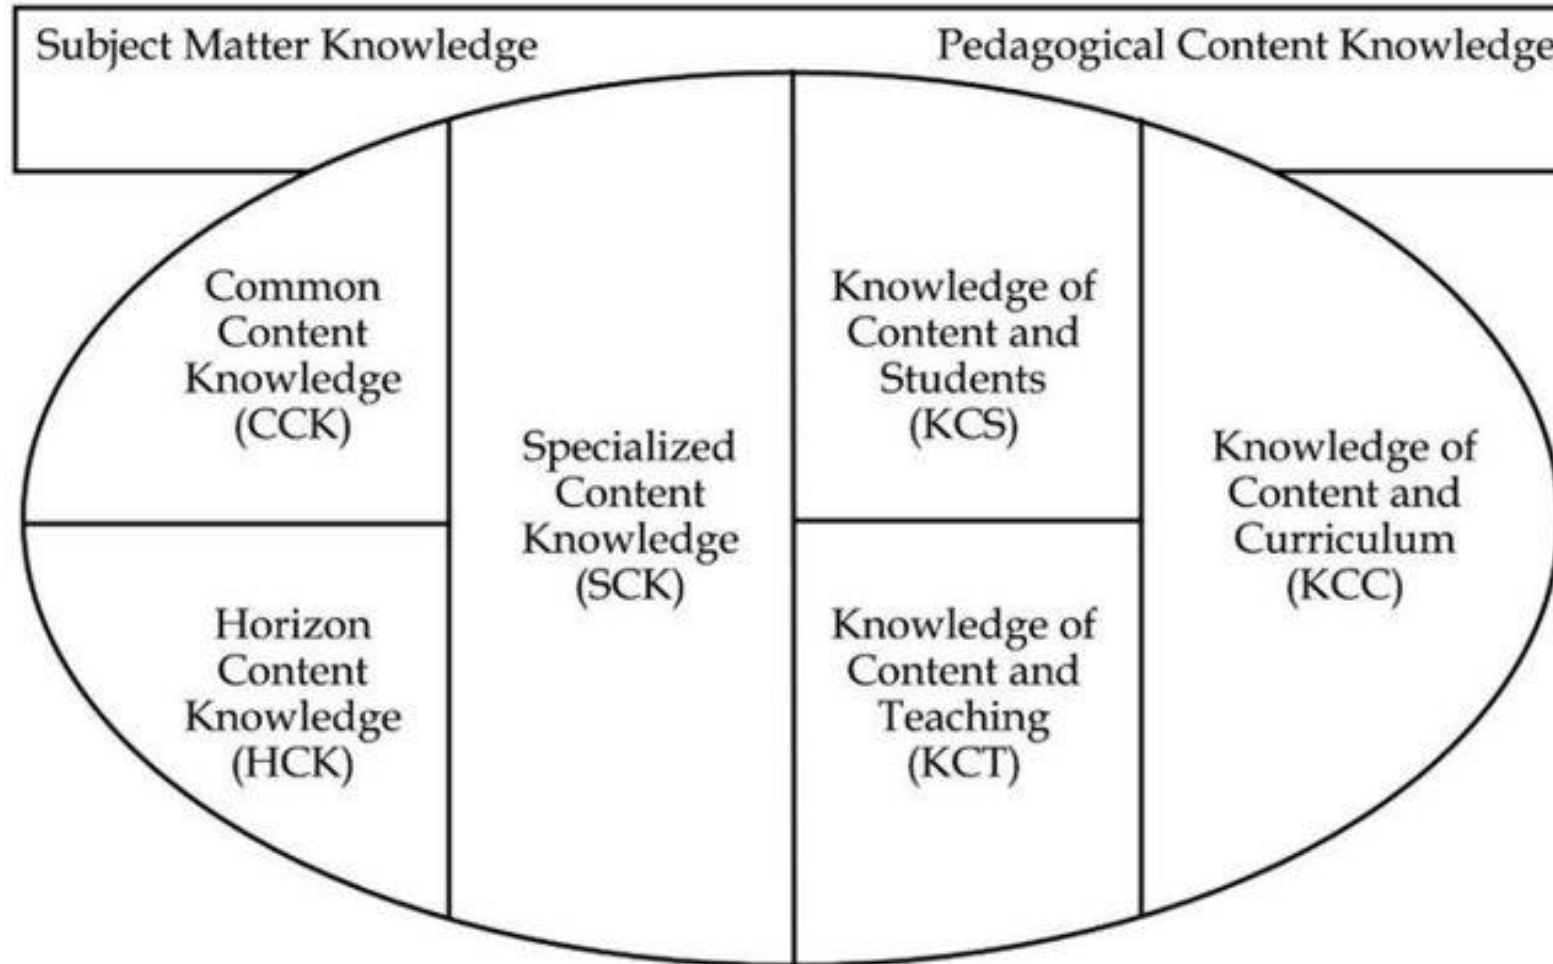 Subject Matter Knowledge
Pedagogical Content Knowledge
Common
Content
Knowledge
(CCK)
Horizon
Content
Knowledge
(HCK)
Specialized
Content
Knowledge
(SCK)
Knowledge of
Content and
Students
(KCS)
Knowledge of
Content and
Teaching
(KCT)
Knowledge of
Content and
Curriculum
(KCC)